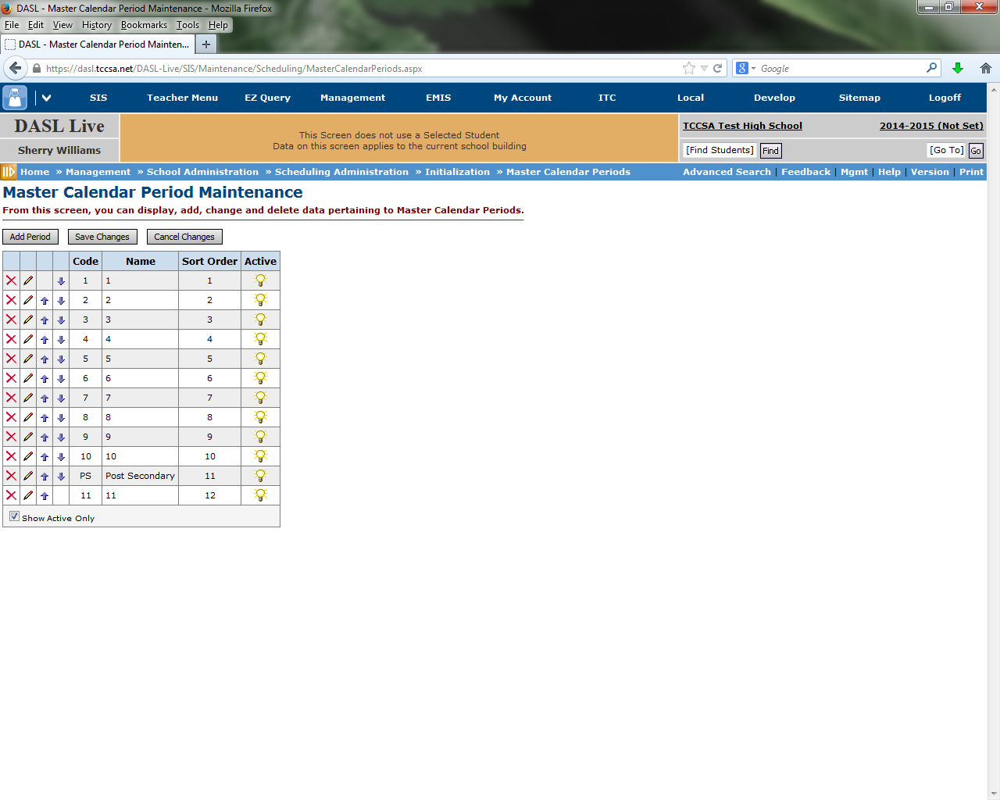 DASL - Master Calendar Period Maintenance - Mozilla Firefox
File Edit View History Bookmarks Tools Help
DASL - Master Calendar Period Mainten...
https://dasl.tccsa.net/DASL-Live/SIS/Maintenance/Scheduling/MasterCalendarPeriods.aspx
Google
SIS Teacher Menu EZ Query Management EMIS My Account ITC Local Develop Sitemap Logoff
DASL Live
Sherry Williams
This Screen does not use a Selected Student
Data on this screen applies to the current school building
TCCSA Test High School 2014-2015 (Not Set)
[Find Students] Find [Go To] Go
Home » Management » School Administration » Scheduling Administration » Initialization » Master Calendar Periods
Advanced Search | Feedback | Mgmt | Help | Version | Print
Master Calendar Period Maintenance
From this screen, you can display, add, change and delete data pertaining to Master Calendar Periods.
Add Period Save Changes Cancel Changes
Code Name Sort Order Active
1 1 1
2 2 2
3 3 3
4 4 4
5 5 5
6 6 6
7 7 7
8 8 8
9 9 9
10 10 10
PS Post Secondary 11
11 11 12
Show Active Only